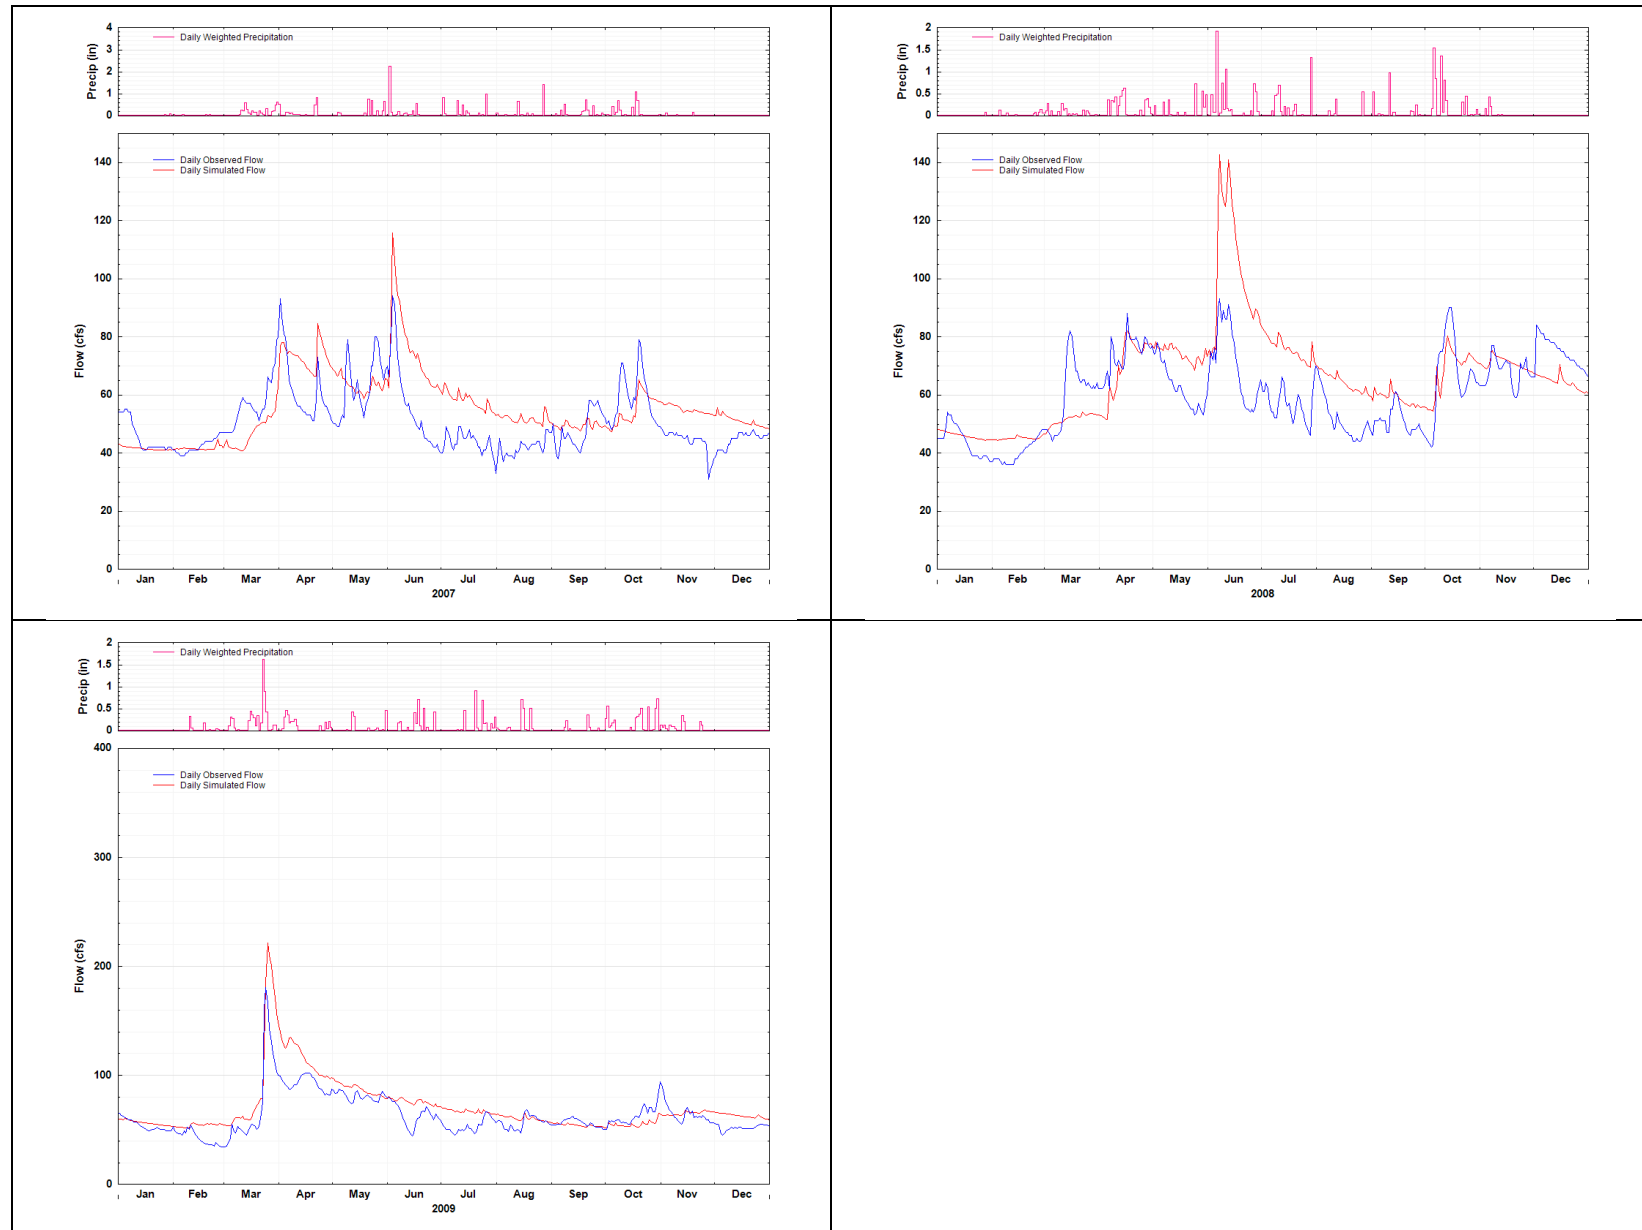 4
3
2
1
0
Precip (in)
Daily Weighted Precipitation
140
120
100
80
60
40
20
0
Flow (cfs)
Daily Observed Flow
Daily Simulated Flow
Jan Feb Mar Apr May Jun Jul Aug Sep Oct Nov Dec
2007
2
1.5
1
0.5
0
Precip (in)
Daily Weighted Precipitation
140
120
100
80
60
40
20
0
Flow (cfs)
Daily Observed Flow
Daily Simulated Flow
Jan Feb Mar Apr May Jun Jul Aug Sep Oct Nov Dec
2008
2
1.5
1
0.5
0
Precip (in)
Daily Weighted Precipitation
400
300
200
100
0
Flow (cfs)
Daily Observed Flow
Daily Simulated Flow
Jan Feb Mar Apr May Jun Jul Aug Sep Oct Nov Dec
2009